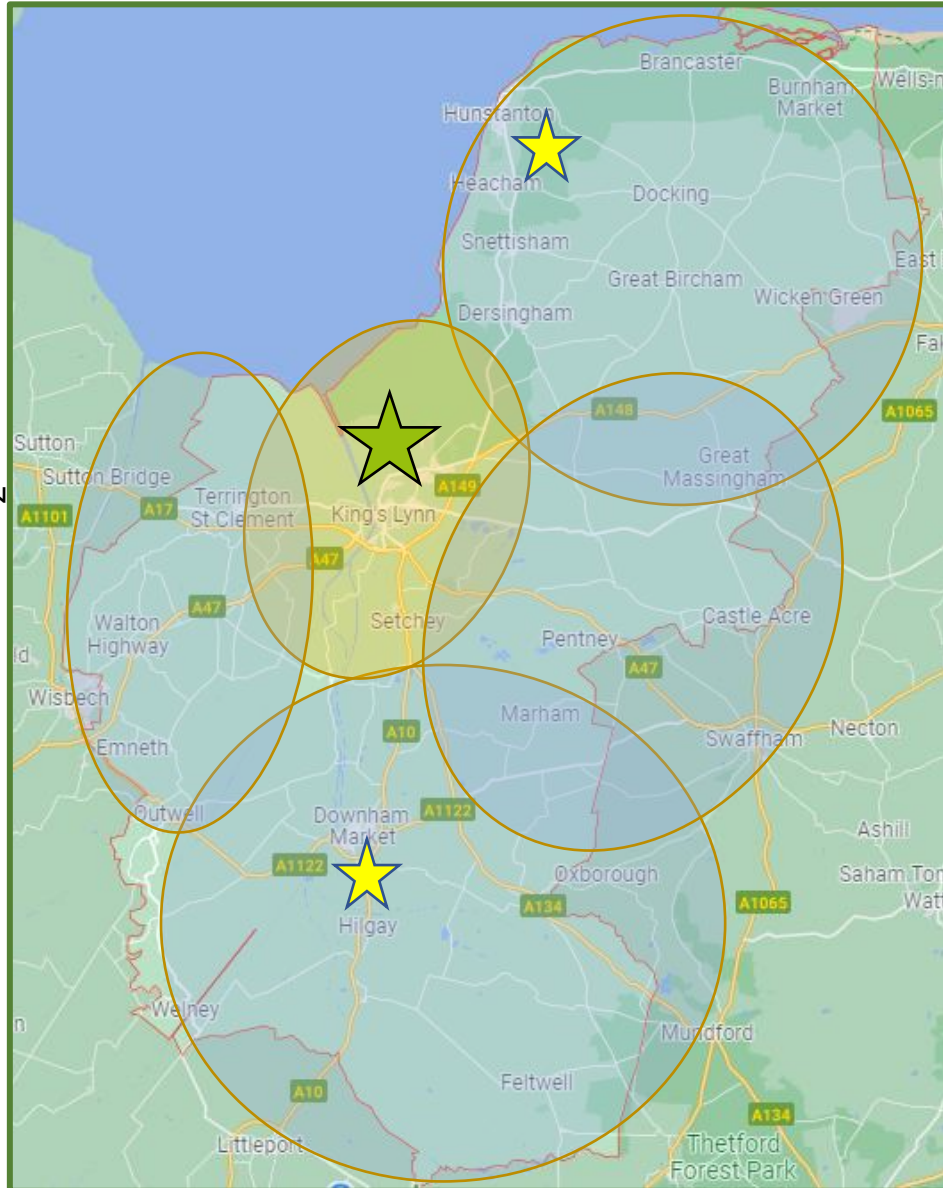 Brancaster
Wells-n
Burnham
Market
Hunstanton
Heacham
Docking
Snettisham
East
Great Bircham
Wicken Green
Dersingham
Fak
A148
A1065
Sutton
Great
Massingham
Sutton Bridge
A149
Terrington
St Clement
A17
King's Lynn
N
A1101
A47
A47
Walton
Highway
Setchey
Castle Acre
Pentney
ld
A47
Wisbech
Marham
Necton
A10
Swaffham
Emneth
Outwell
Downham
Market
A1122
Ashill
A1122
Oxborough
Saham Ton
Watt
A134
A1065
Hilgay
Welney
n
Mundford
Feltwell
A10
A134
Littleport
Thetford
Forest Park